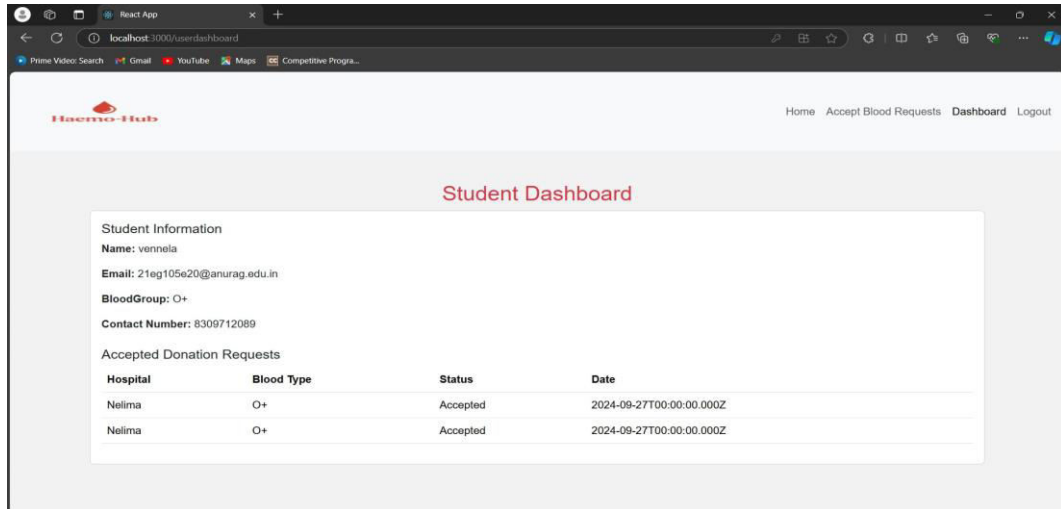 React App
localhost:3000/userdashboard
Prime Video: Search Gmail YouTube Maps CC Competitive Progra...
Haemo-Hub
Home Accept Blood Requests Dashboard Logout
Student Dashboard
Student Information
Name: vennela
Email: 21eg105e20@anurag.edu.in
BloodGroup: O+
Contact Number: 8309712089
Accepted Donation Requests
Hospital Blood Type Status Date
Nelima O+ Accepted 2024-09-27T00:00:00.000Z
Nelima O+ Accepted 2024-09-27T00:00:00.000Z